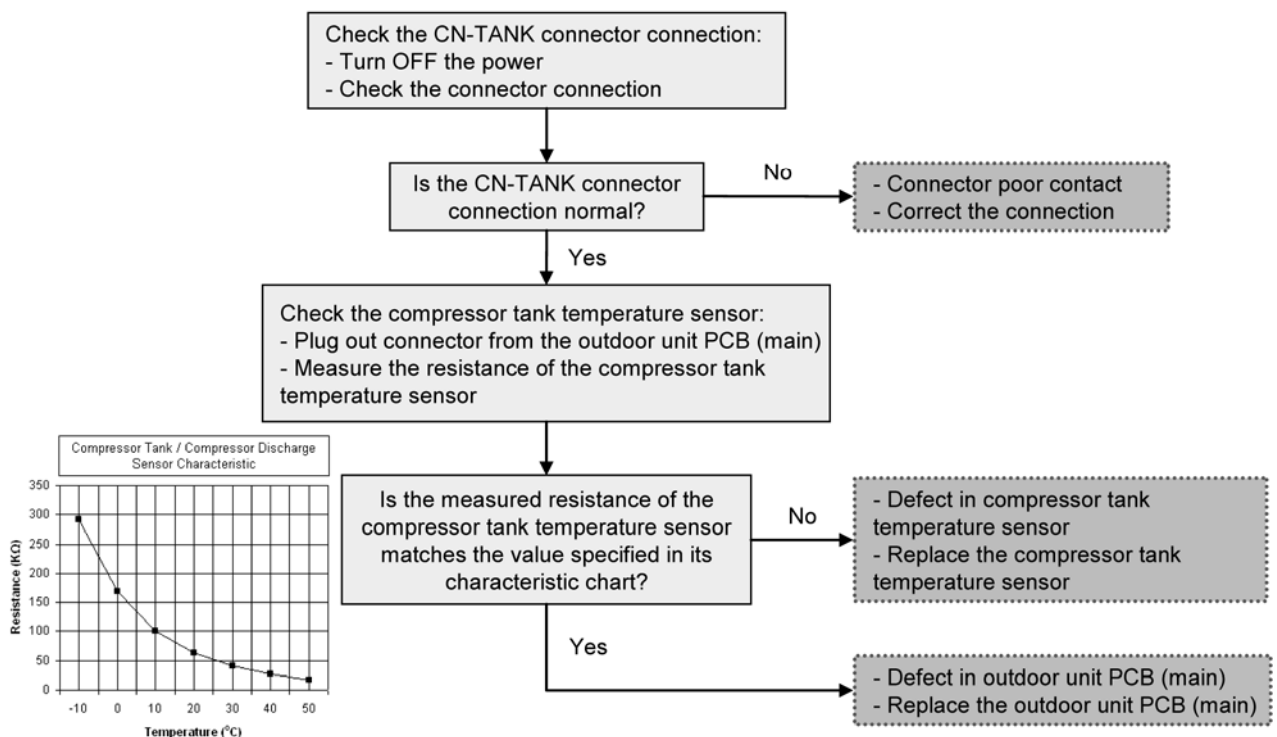 Check the CN-TANK connector connection:
- Turn OFF the power
- Check the connector connection
Is the CN-TANK connector
connection normal?
No
- Connector poor contact
- Correct the connection
Yes
Check the compressor tank temperature sensor:
- Plug out connector from the outdoor unit PCB (main)
- Measure the resistance of the compressor tank
temperature sensor
Compressor Tank / Compressor Discharge
Sensor Characteristic
Resistance (KΩ)
350
300
250
200
150
100
50
0
-10 0 10 20 30 40 50
Temperature (°C)
Is the measured resistance of the
compressor tank temperature sensor
matches the value specified in its
characteristic chart?
No
- Defect in compressor tank
temperature sensor
- Replace the compressor tank
temperature sensor
Yes
- Defect in outdoor unit PCB (main)
- Replace the outdoor unit PCB (main)